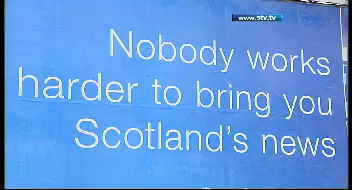 www.stv.tv
Nobody works
harder to bring you
Scotland's news